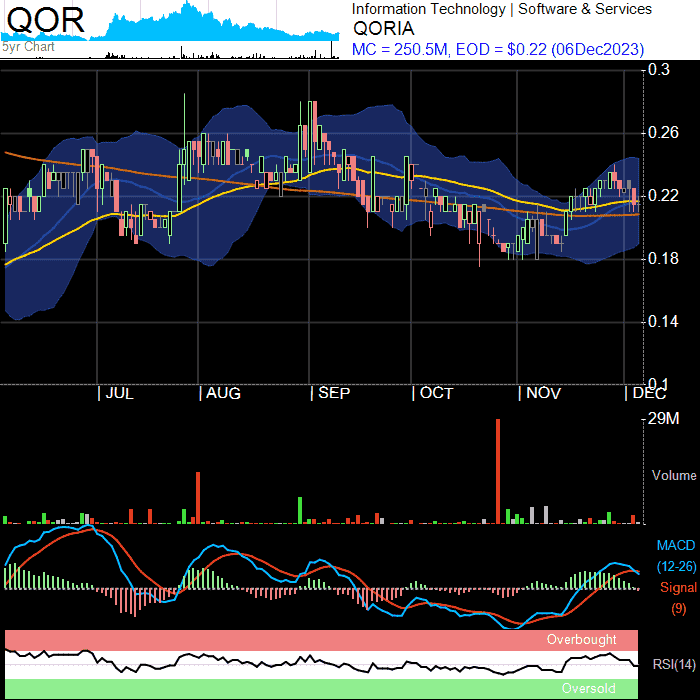 QOR
5yr Chart
Information Technology | Software & Services
QORIA
MC = 250.5M, EOD = $0.22 (06Dec2023)
0.3
0.26
0.22
0.18
0.14
0.1
| JUL | AUG | SEP | OCT | NOV | DEC
29M
Volume
MACD
(12-26)
Signal
(9)
Overbought
RSI(14)
Oversold